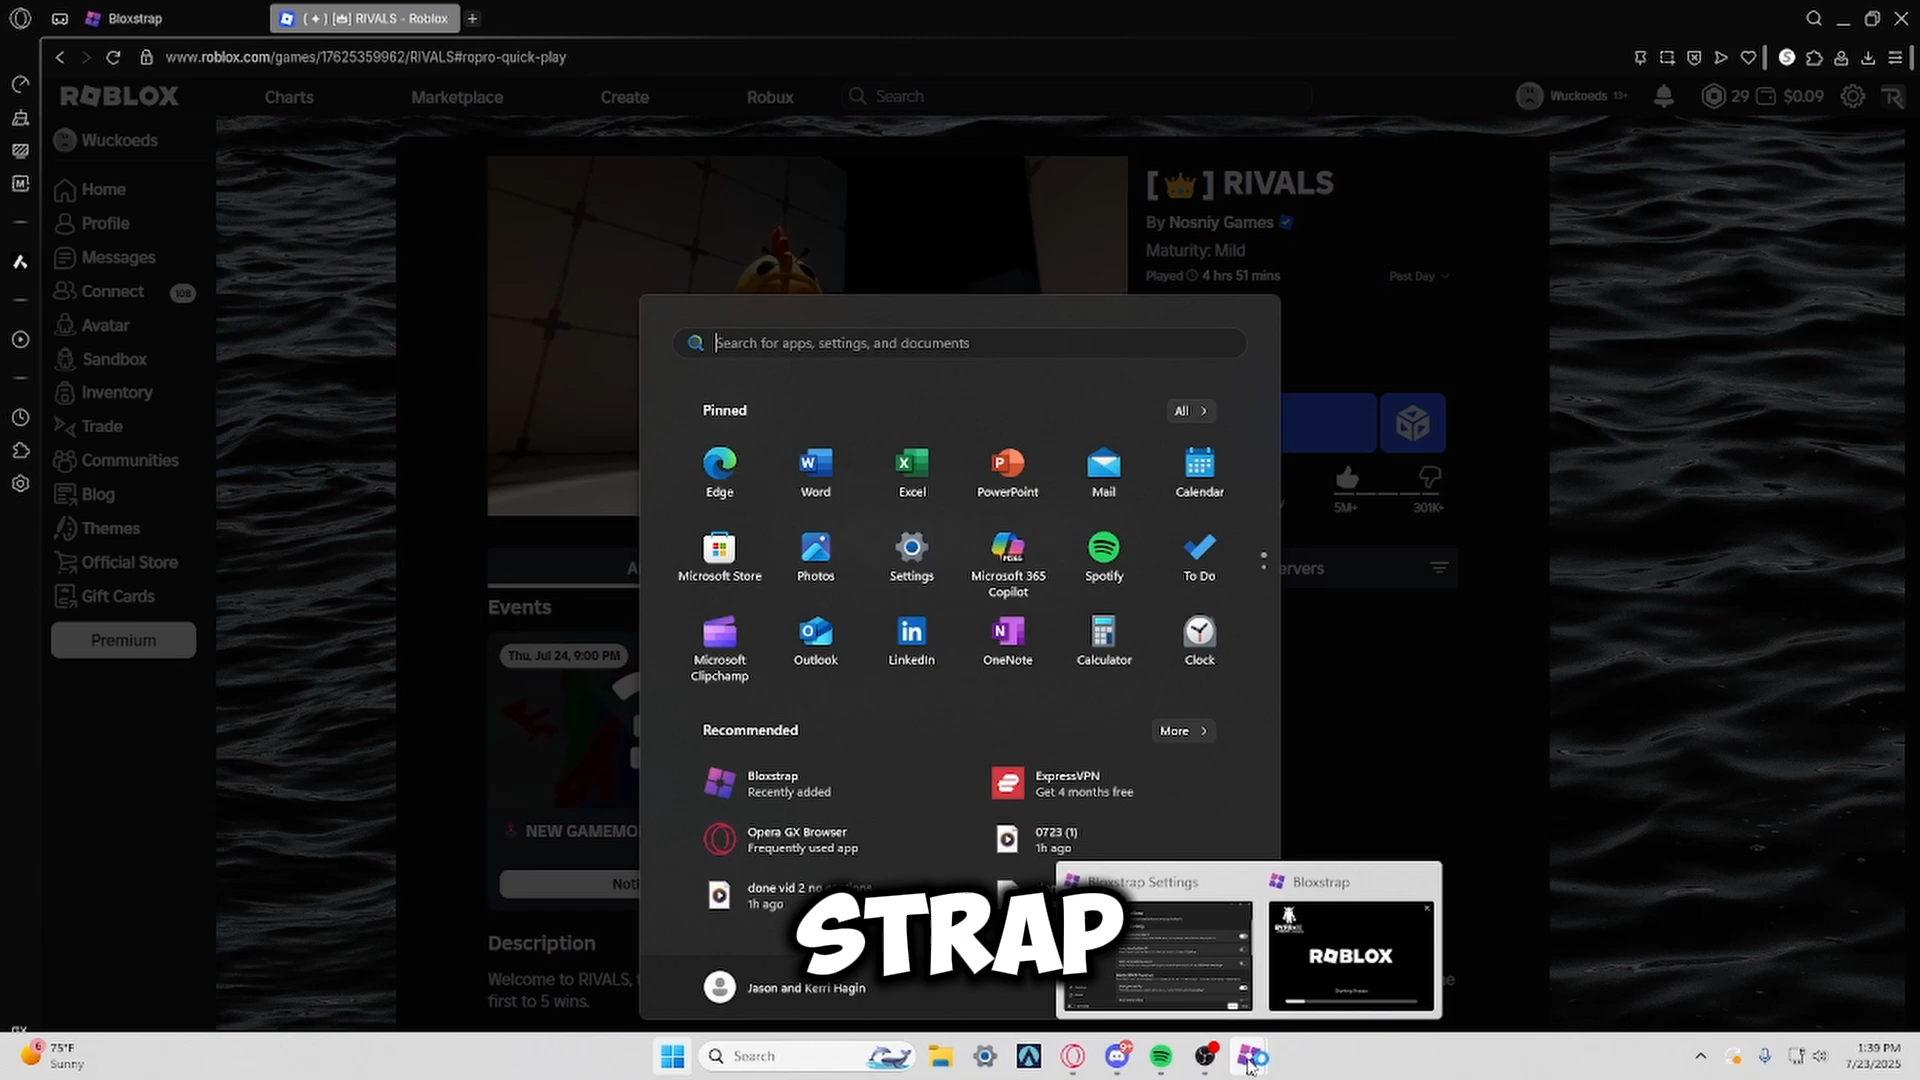 Bloxstrap
( ✦ ) [👑] RIVALS - Roblox
www.roblox.com/games/17625359962/RIVALS#ropro-quick-play
ROBLOX
Charts
Marketplace
Create
Robux
Search
Wuckoeds 13+
29
$0.09
Wuckoeds
Home
Profile
Messages
Connect
108
Avatar
Sandbox
Inventory
Trade
Communities
Blog
Themes
Official Store
Gift Cards
Premium
[👑] RIVALS
By Nosniy Games
Maturity: Mild
Played 4 hrs 51 mins
Past Day
5M+
301K+
ervers
Events
Thu, Jul 24, 9:00 PM
NEW GAMEMO
Noti
Description
Welcome to RIVALS, t
first to 5 wins.
Search for apps, settings, and documents
Pinned
All
Edge
Word
Excel
PowerPoint
Mail
Calendar
Microsoft Store
Photos
Settings
Microsoft 365
Copilot
Spotify
To Do
Microsoft
Clipchamp
Outlook
LinkedIn
OneNote
Calculator
Clock
Recommended
More
Bloxstrap
Recently added
ExpressVPN
Get 4 months free
Opera GX Browser
Frequently used app
0723 (1)
1h ago
done vid 2 no captions
1h ago
Jason and Kerri Hagin
Bloxstrap Settings
Bloxstrap
ROBLOX
STRAP
75°F
Sunny
Search
9+
1:39 PM
7/23/2025